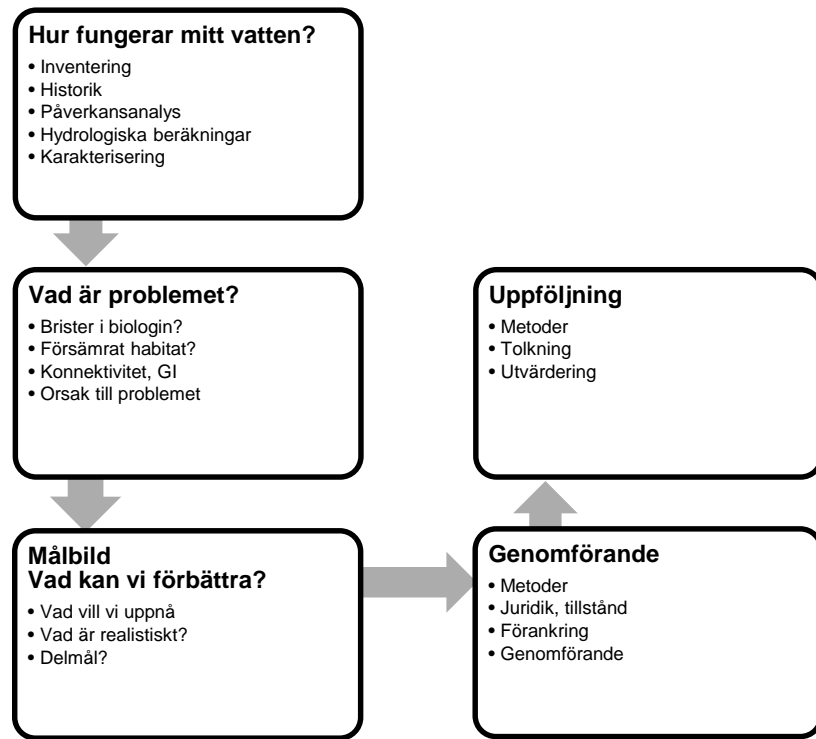 Hur fungerar mitt vatten?
• Inventering
• Historik
• Påverkansanalys
• Hydrologiska beräkningar
• Karakterisering
Vad är problemet?
• Brister i biologin?
• Försämrat habitat?
• Konnektivitet, GI
• Orsak till problemet
Målbild
Vad kan vi förbättra?
• Vad vill vi uppnå
• Vad är realistiskt?
• Delmål?
Genomförande
• Metoder
• Juridik, tillstånd
• Förankring
• Genomförande
Uppföljning
• Metoder
• Tolkning
• Utvärdering